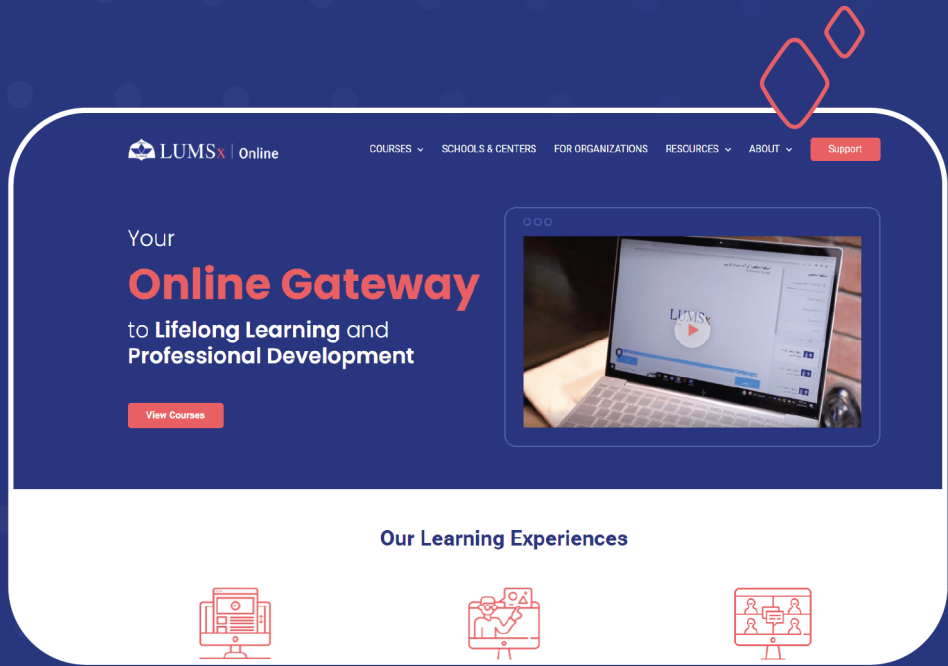 LUMSx | Online
COURSES
SCHOOLS & CENTERS
FOR ORGANIZATIONS
RESOURCES
ABOUT
Support
Your
Online Gateway
to Lifelong Learning and
Professional Development
LUMSx
View Courses
Our Learning Experiences